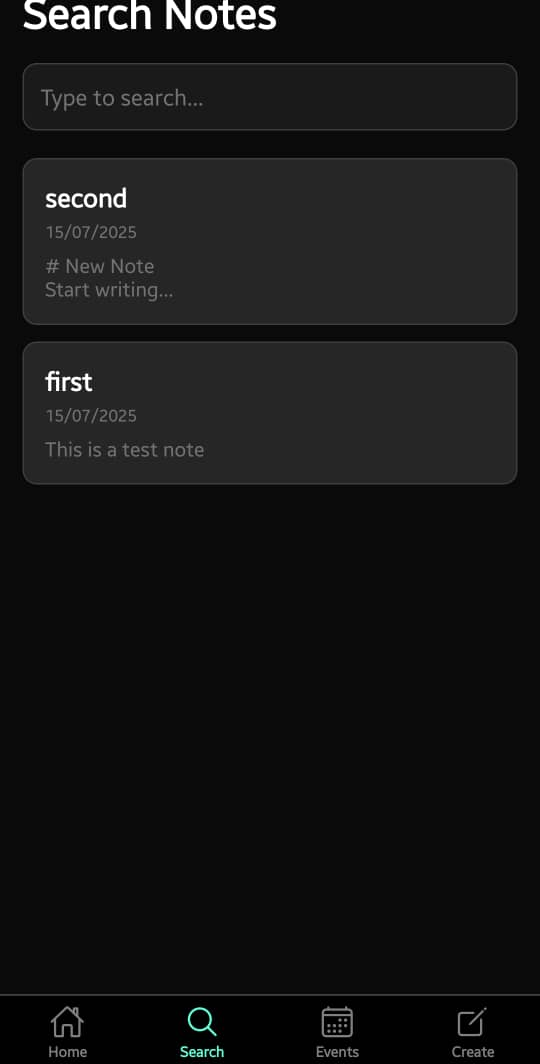 Search Notes
Type to search...
second
15/07/2025
# New Note
Start writing...
first
15/07/2025
This is a test note
Home
Search
Events
Create